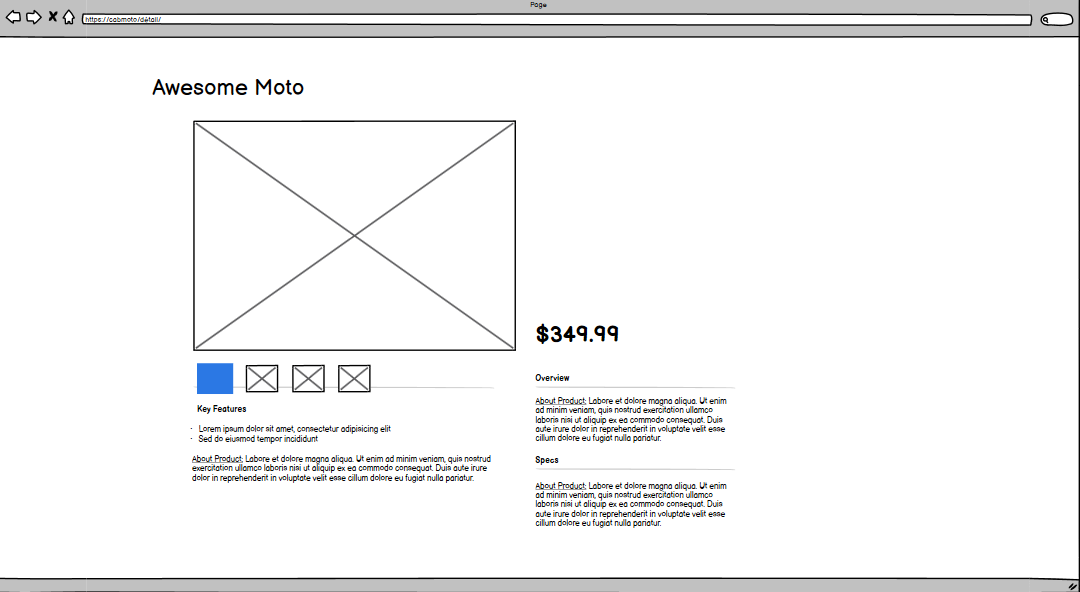 Page
https://cabmoto/détail/
Awesome Moto
$349.99
Key Features
· Lorem ipsum dolor sit amet, consectetur adipisicing elit
· Sed do eiusmod tempor incididunt
About Product: Labore et dolore magna aliqua. Ut enim ad minim veniam, quis nostrud
exercitation ullamco laboris nisi ut aliquip ex ea commodo consequat. Duis aute irure
dolor in reprehenderit in voluptate velit esse cillum dolore eu fugiat nulla pariatur.
Overview
About Product: Labore et dolore magna aliqua. Ut enim
ad minim veniam, quis nostrud exercitation ullamco
laboris nisi ut aliquip ex ea commodo consequat. Duis
aute irure dolor in reprehenderit in voluptate velit esse
cillum dolore eu fugiat nulla pariatur.
Specs
About Product: Labore et dolore magna aliqua. Ut enim
ad minim veniam, quis nostrud exercitation ullamco
laboris nisi ut aliquip ex ea commodo consequat. Duis
aute irure dolor in reprehenderit in voluptate velit esse
cillum dolore eu fugiat nulla pariatur.